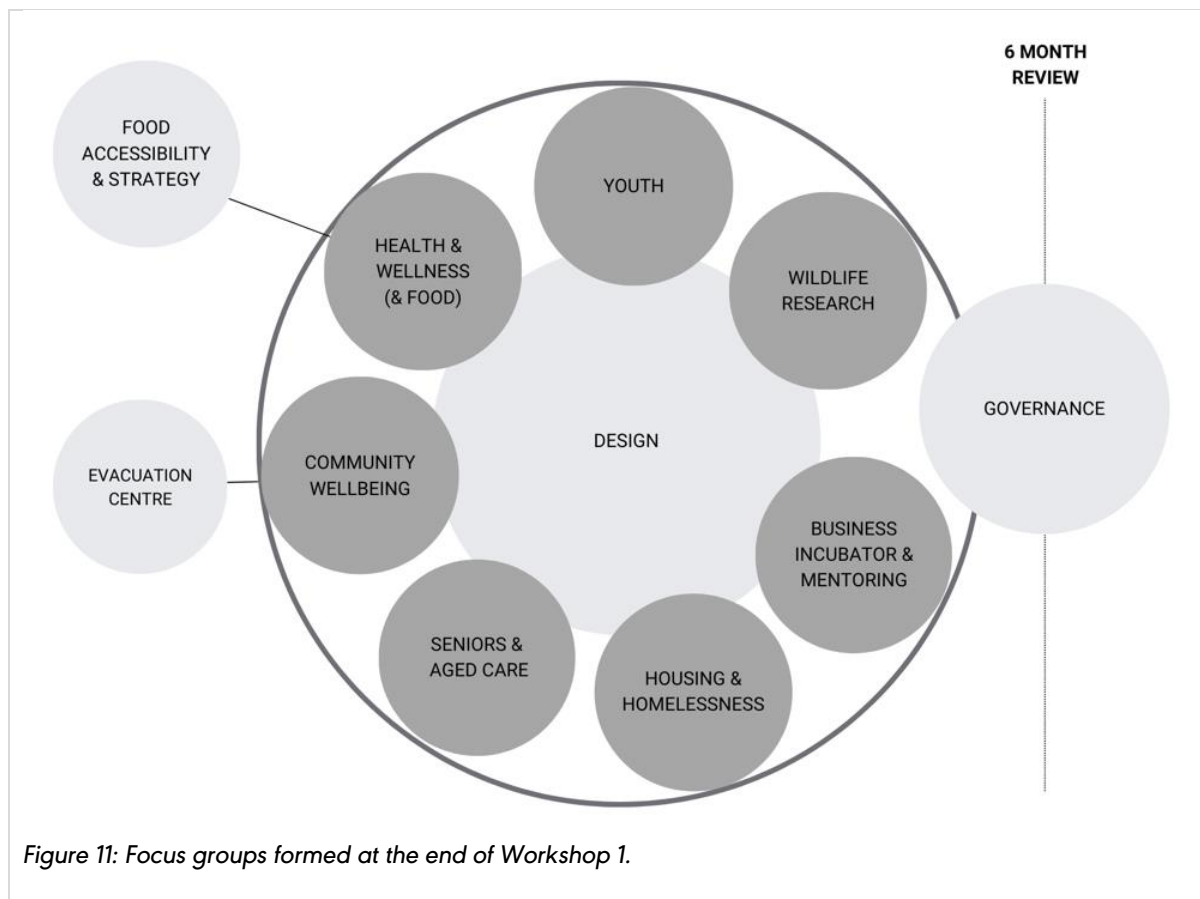 6 MONTH
REVIEW
FOOD
ACCESSIBILITY
& STRATEGY
YOUTH
HEALTH &
WELLNESS
(& FOOD)
WILDLIFE
RESEARCH
GOVERNANCE
DESIGN
COMMUNITY
WELLBEING
EVACUATION
CENTRE
BUSINESS
INCUBATOR &
MENTORING
SENIORS &
AGED CARE
HOUSING &
HOMELESSNESS
Figure 11: Focus groups formed at the end of Workshop 1.